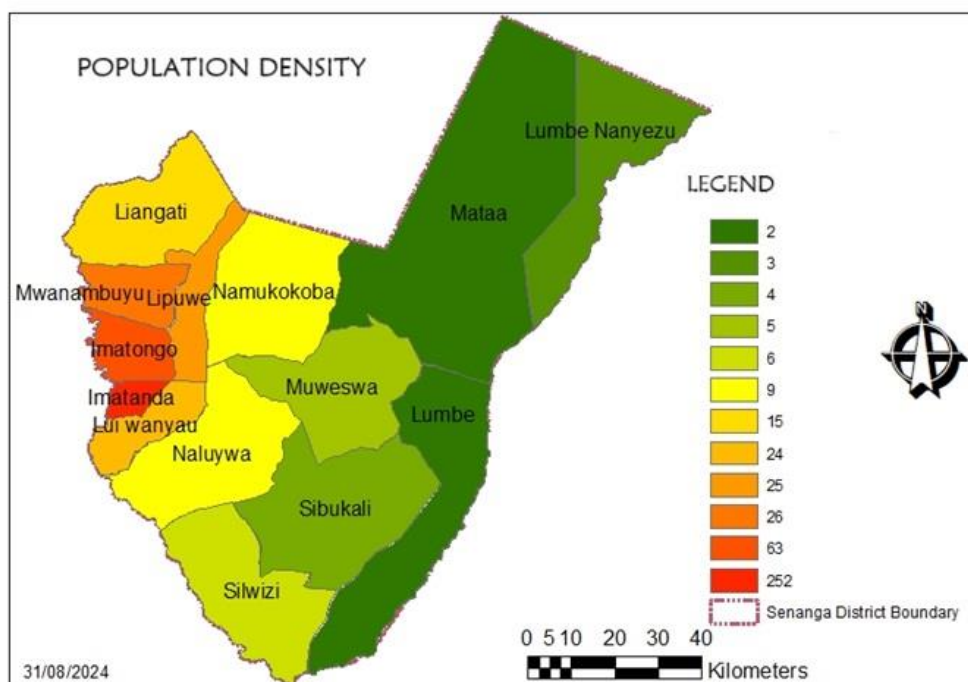 POPULATION DENSITY
Lumbe Nanyezu
LEGEND
Liangati
Mataa
Mwanambuyu
Lipuwe
Namukokoba
Imatongo
Imatanda
Muweswa
Lumbe
Lui wanyau
Naluywa
Sibukali
Silwizi
2
3
4
5
6
9
15
24
25
26
63
252
Senanga District Boundary
N
0 5 10 20 30 40
Kilometers
31/08/2024